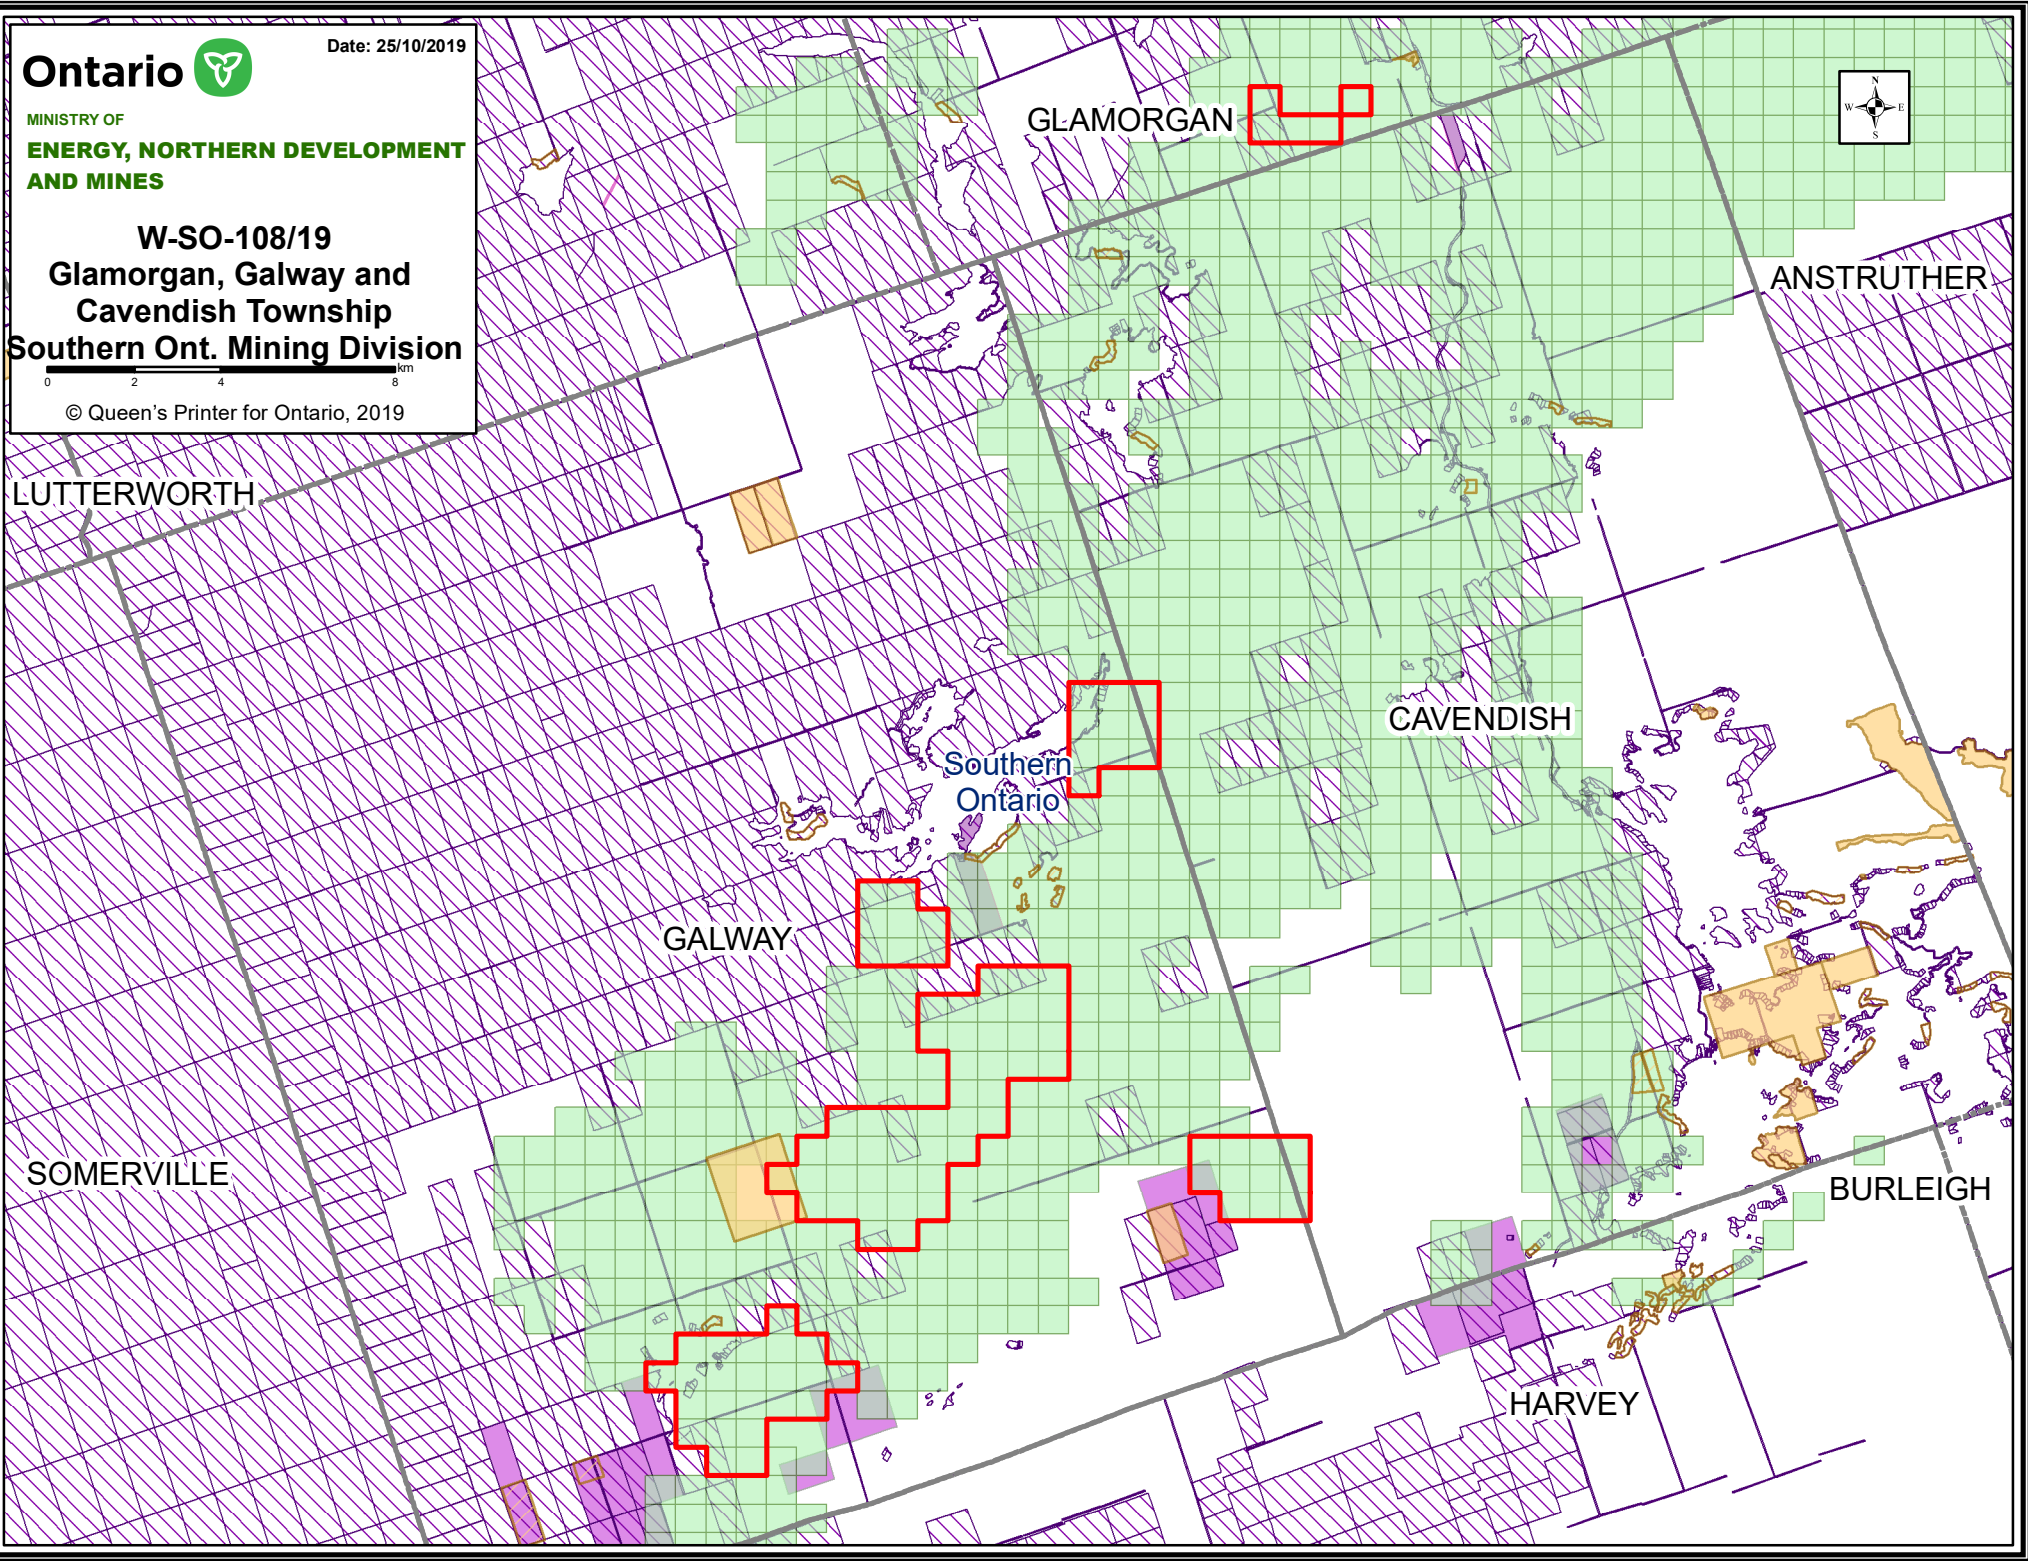 Date: 25/10/2019
Ontario
MINISTRY OF
ENERGY, NORTHERN DEVELOPMENT
AND MINES
W-SO-108/19
Glamorgan, Galway and
Cavendish Township
Southern Ont. Mining Division
km
0 2 4 8
© Queen's Printer for Ontario, 2019
N
W E
S
GLAMORGAN
ANSTRUTHER
LUTTERWORTH
CAVENDISH
Southern
Ontario
GALWAY
SOMERVILLE
BURLEIGH
HARVEY